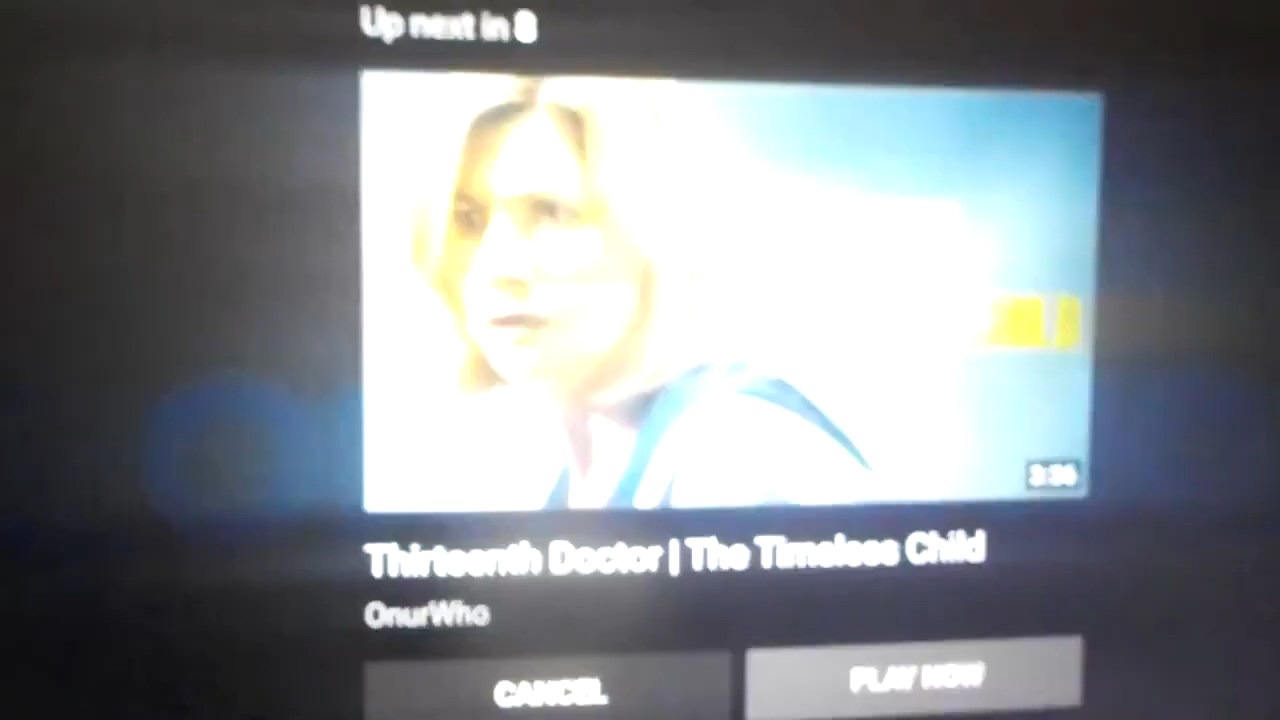 Up next in 8
3:36
Thirteenth Doctor | The Timeless Child
OnurWho
CANCEL
PLAY NOW